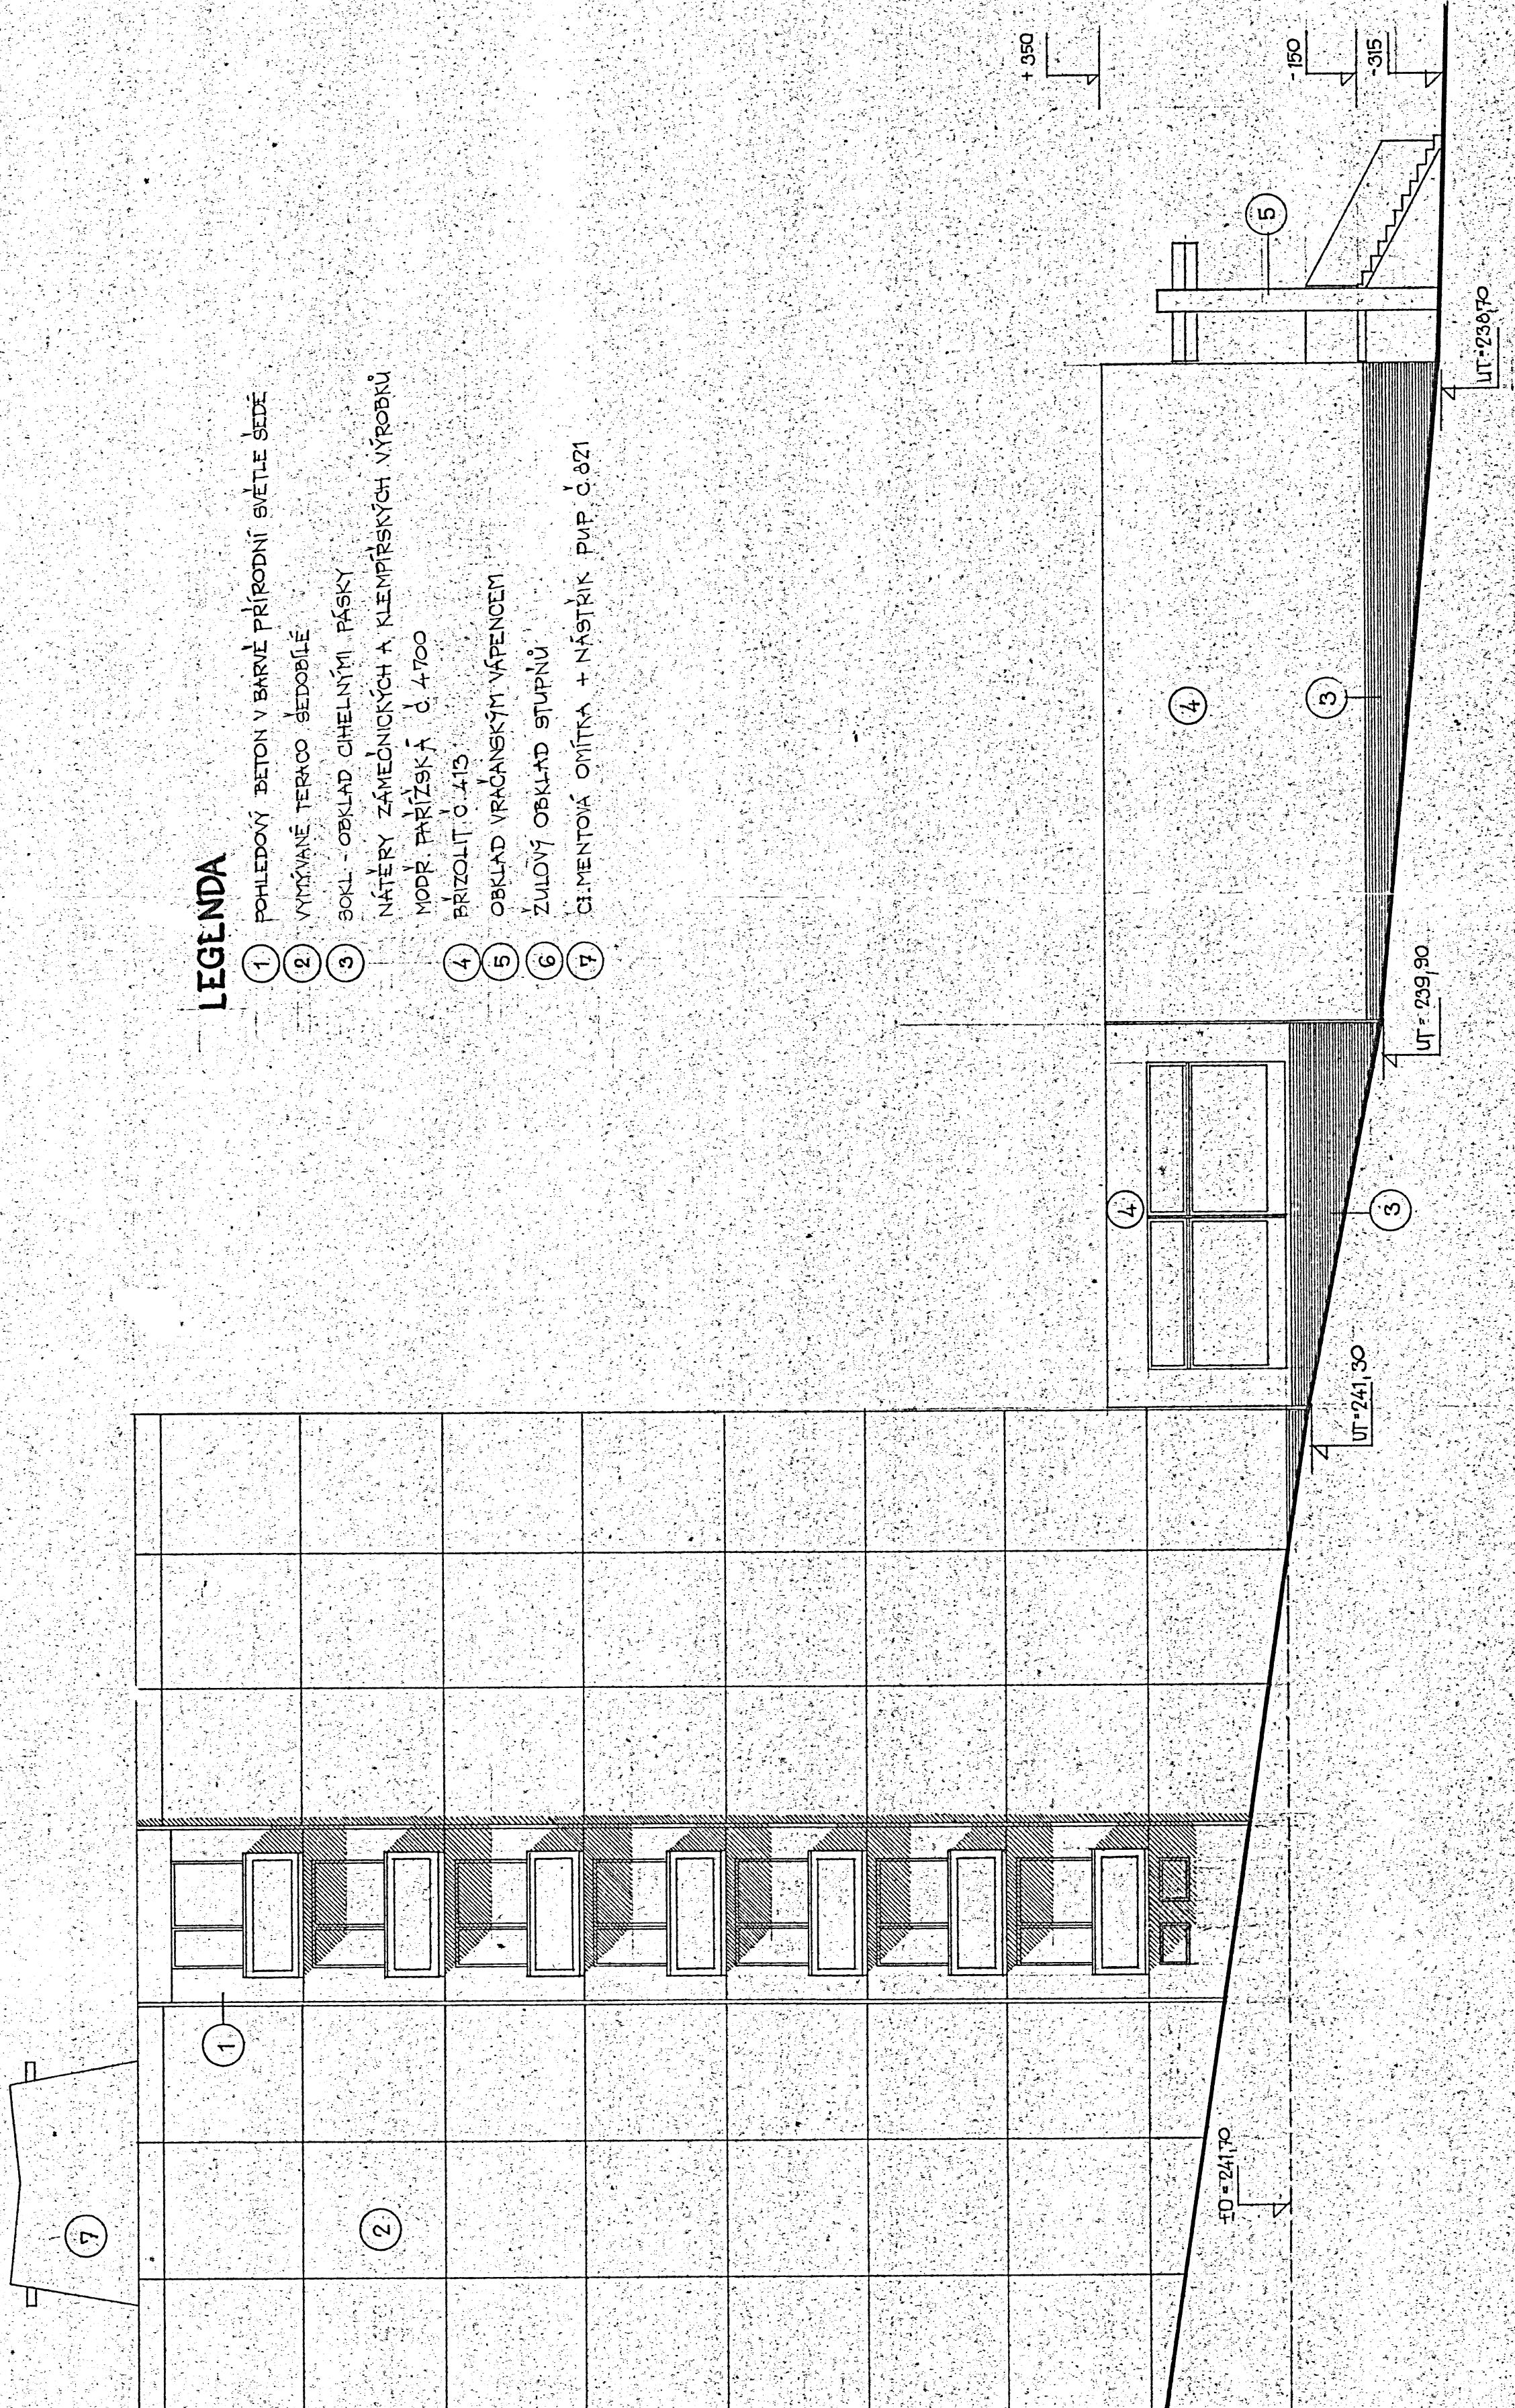 LEGENDA
1 POHLEDOVÝ BETON V BARVĚ PŘÍRODNÍ SVĚTLE ŠEDÉ
2 VYMÝVANÉ TERACO ŠEDOBÍLÉ
3 SOKL - OBKLAD CIHELNÝMI PÁSKY
NÁTĚRY ZÁMEČNICKÝCH A KLEMPÍŘSKÝCH VÝROBKŮ
MODŘ. PAŘÍŽSKÁ Č. 4700
4 BŘIZOLIT Č. 413
5 OBKLAD VRAČANSKÝM VÁPENCEM
6 ŽULOVÝ OBKLAD STUPŇŮ
7 CEMENTOVÁ OMÍTKA + NÁSTŘIK PUP Č. 821
+ 350
- 150
- 315
7
1
2
4
4
3
3
5
±0 = 241,70
UT = 241,30
UT = 239,90
UT = 238,70